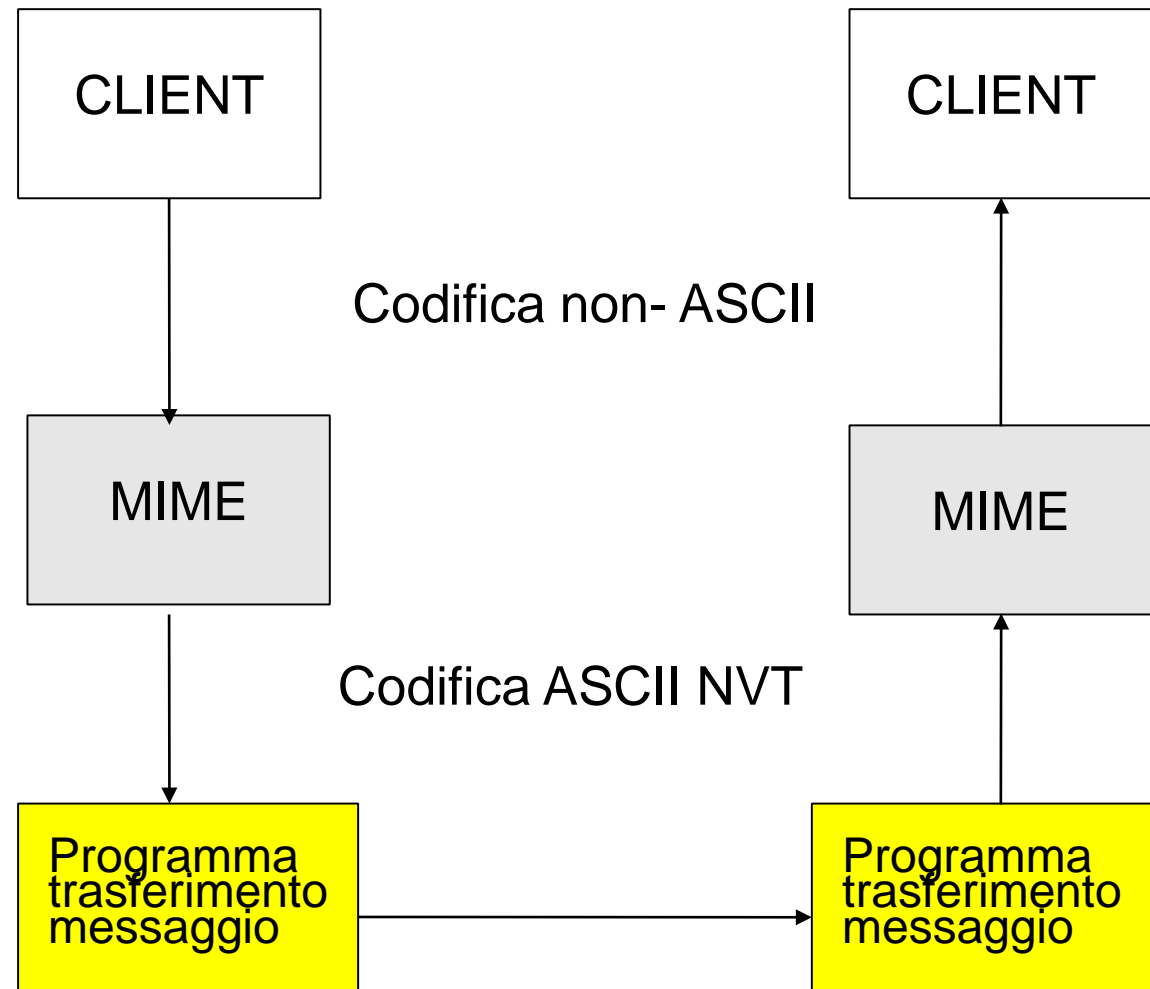 CLIENT
CLIENT
Codifica non- ASCII
MIME
MIME
Codifica ASCII NVT
Programma
trasferimento
messaggio
Programma
trasferimento
messaggio